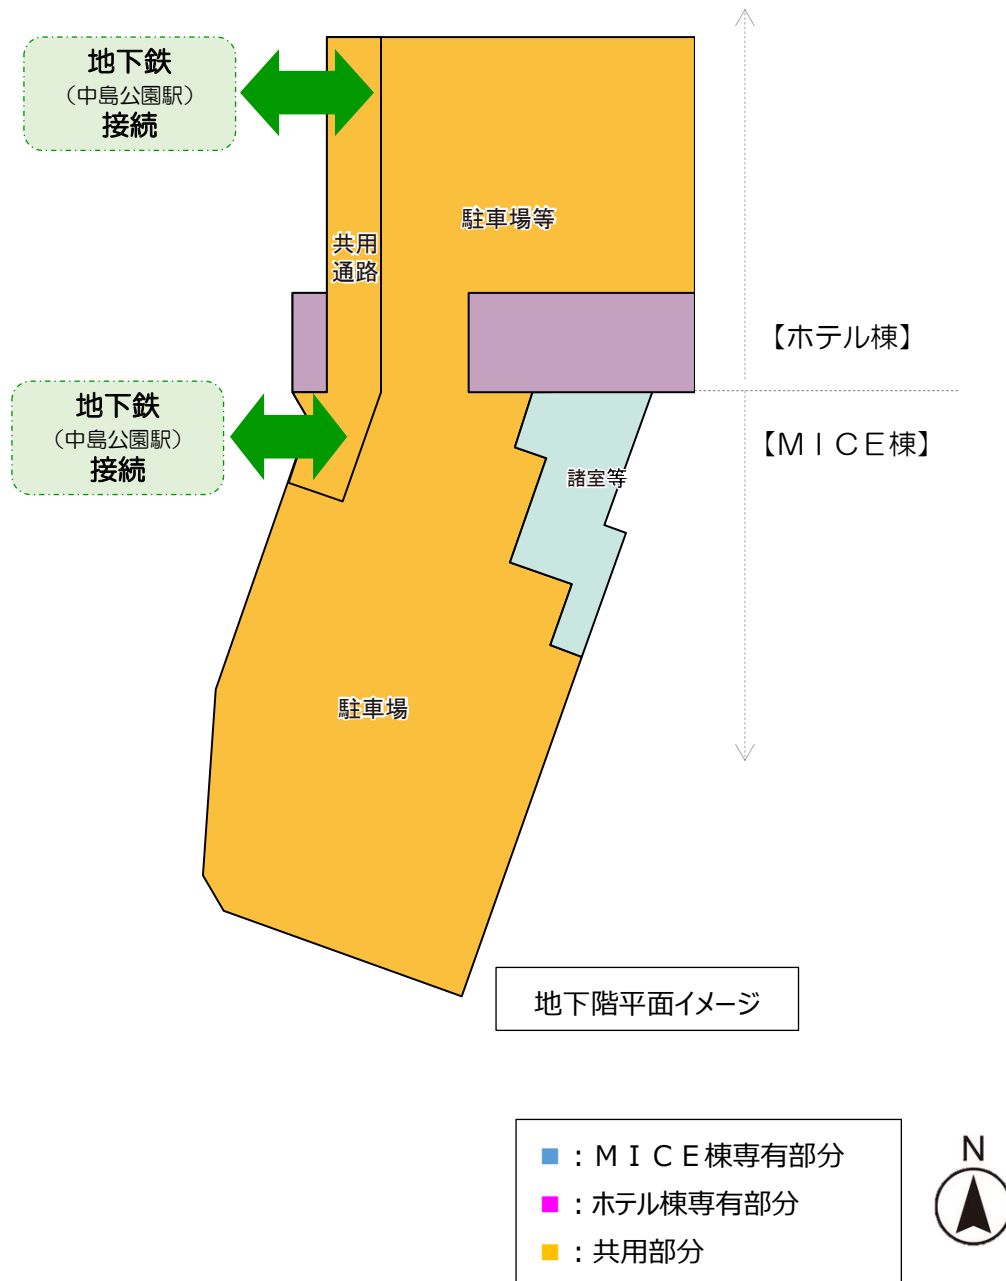 地下鉄
（中島公園駅）
接続
駐車場等
共用
通路
【ホテル棟】
地下鉄
（中島公園駅）
接続
【ＭＩＣＥ棟】
諸室等
駐車場
地下階平面イメージ
■：ＭＩＣＥ棟専有部分
■：ホテル棟専有部分
■：共用部分
N